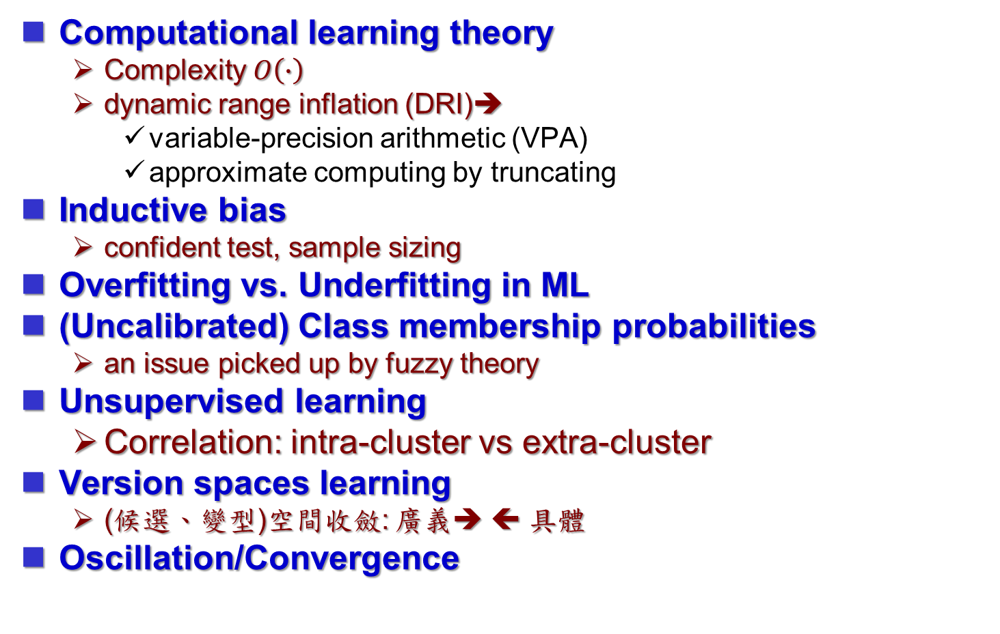 ■ Computational learning theory
➢ Complexity O(·)
➢ dynamic range inflation (DRI)➔
✓ variable-precision arithmetic (VPA)
✓ approximate computing by truncating
■ Inductive bias
➢ confident test, sample sizing
■ Overfitting vs. Underfitting in ML
■ (Uncalibrated) Class membership probabilities
➢ an issue picked up by fuzzy theory
■ Unsupervised learning
➢ Correlation: intra-cluster vs extra-cluster
■ Version spaces learning
➢ (候選、變型)空間收斂: 廣義➔ 🡸 具體
■ Oscillation/Convergence